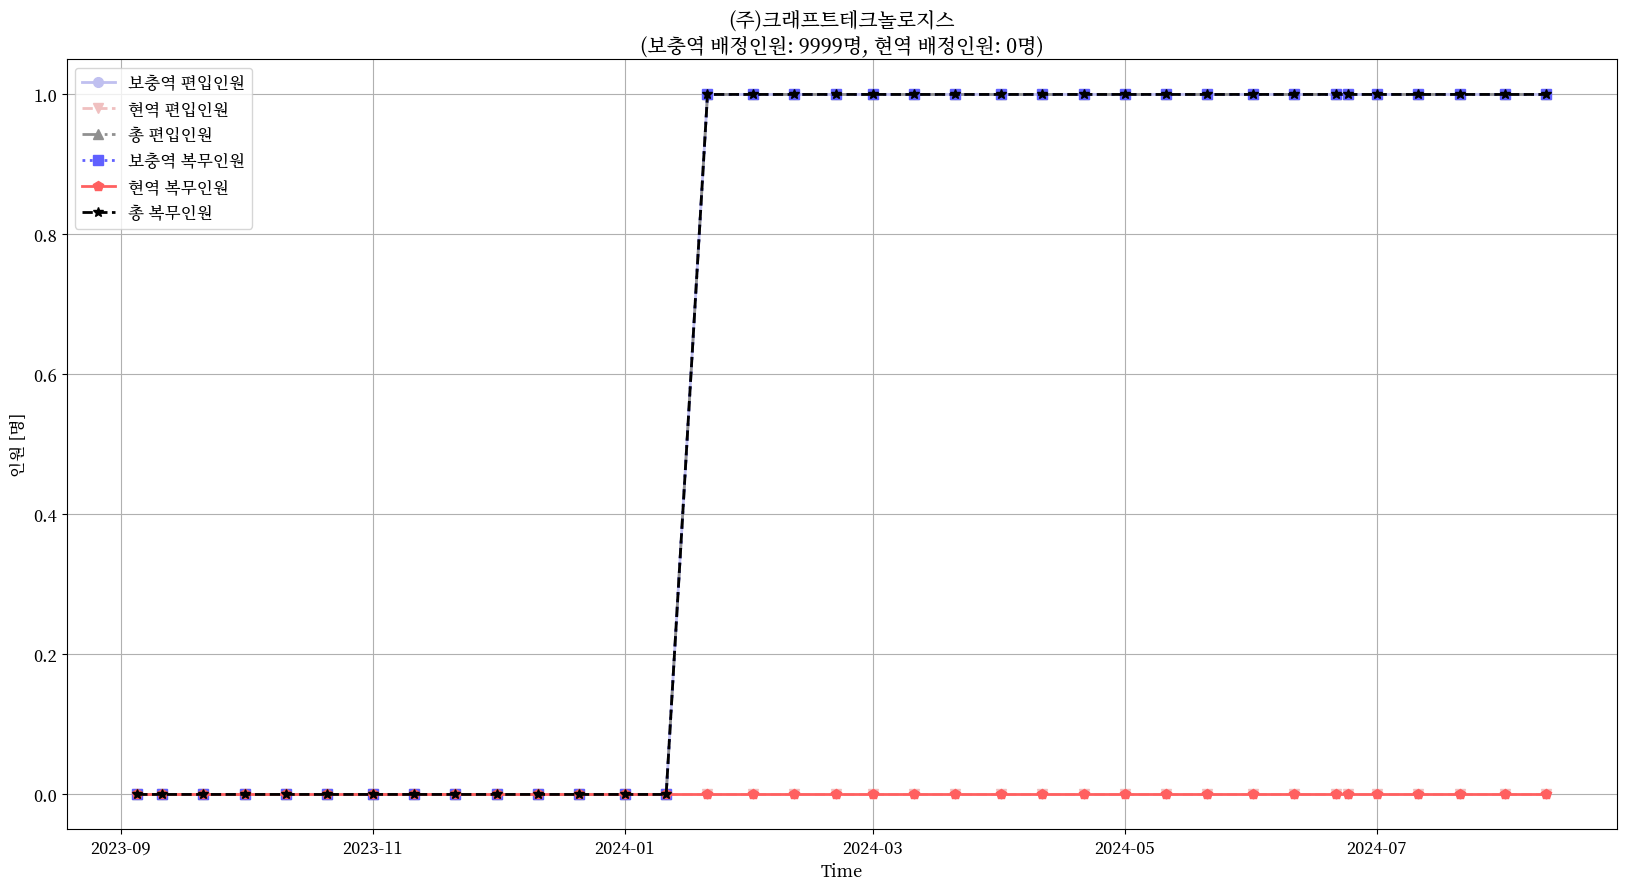 (주)크래프트테크놀로지스
(보충역 배정인원: 9999명, 현역 배정인원: 0명)
보충역 편입인원
현역 편입인원
총 편입인원
보충역 복무인원
현역 복무인원
총 복무인원
1.0
0.8
0.6
0.4
0.2
0.0
인원 [명]
2023-09
2023-11
2024-01
2024-03
2024-05
2024-07
Time